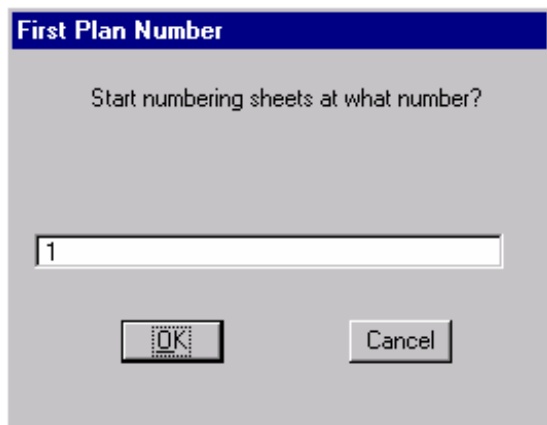 First Plan Number
Start numbering sheets at what number?
1
OK
Cancel